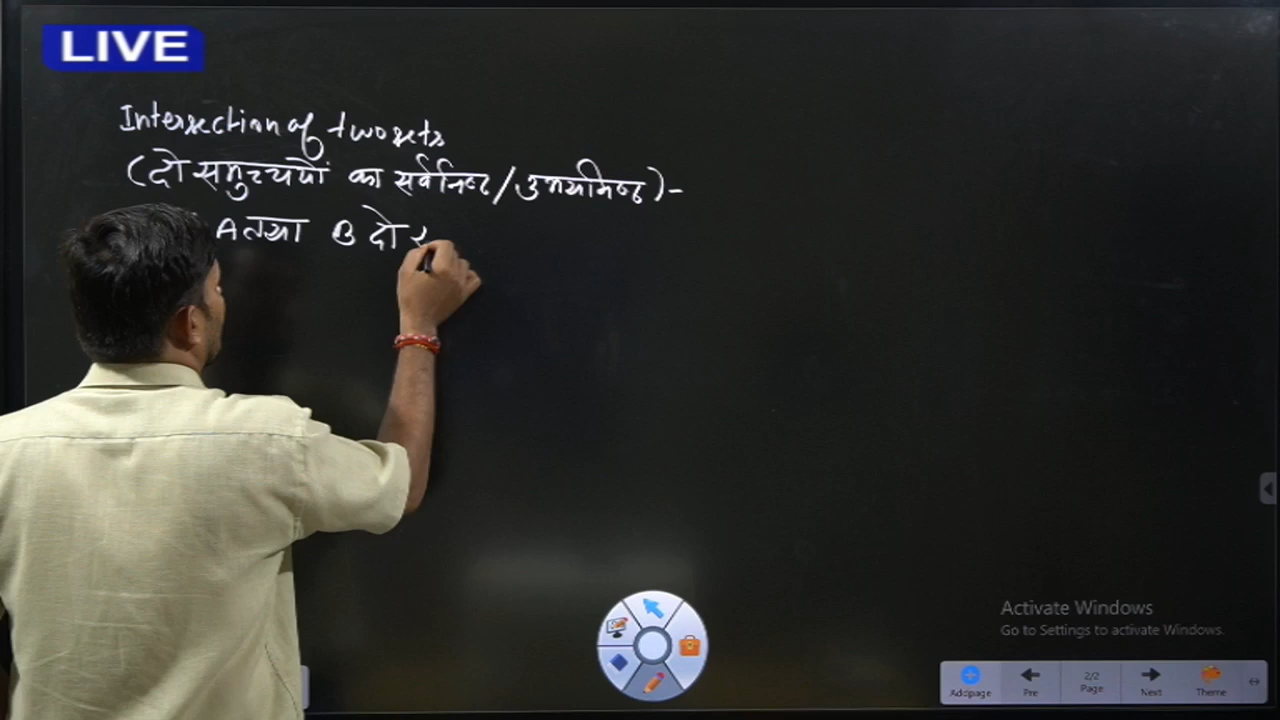 LIVE
Intersection of two sets
(दो समुच्चयों का सर्वनिष्ठ/उभयनिष्ठ)-
A तथा B दो स
Activate Windows
Go to Settings to activate Windows.
Addpage Pre 2/2 Page Next Theme